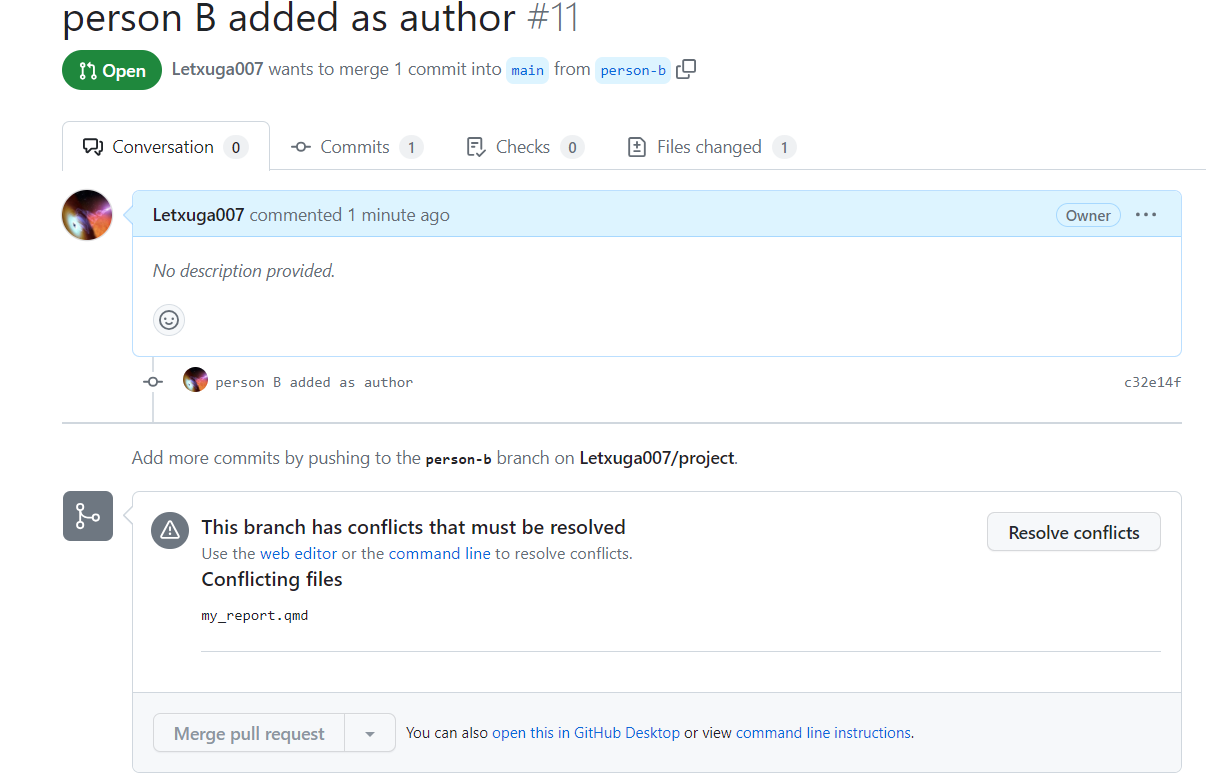 person B added as author #11
Open Letxuga007 wants to merge 1 commit into main from person-b
Conversation 0 Commits 1 Checks 0 Files changed 1
Letxuga007 commented 1 minute ago Owner
No description provided.
person B added as author c32e14f
Add more commits by pushing to the person-b branch on Letxuga007/project.
This branch has conflicts that must be resolved
Resolve conflicts
Use the web editor or the command line to resolve conflicts.
Conflicting files
my_report.qmd
Merge pull request You can also open this in GitHub Desktop or view command line instructions.